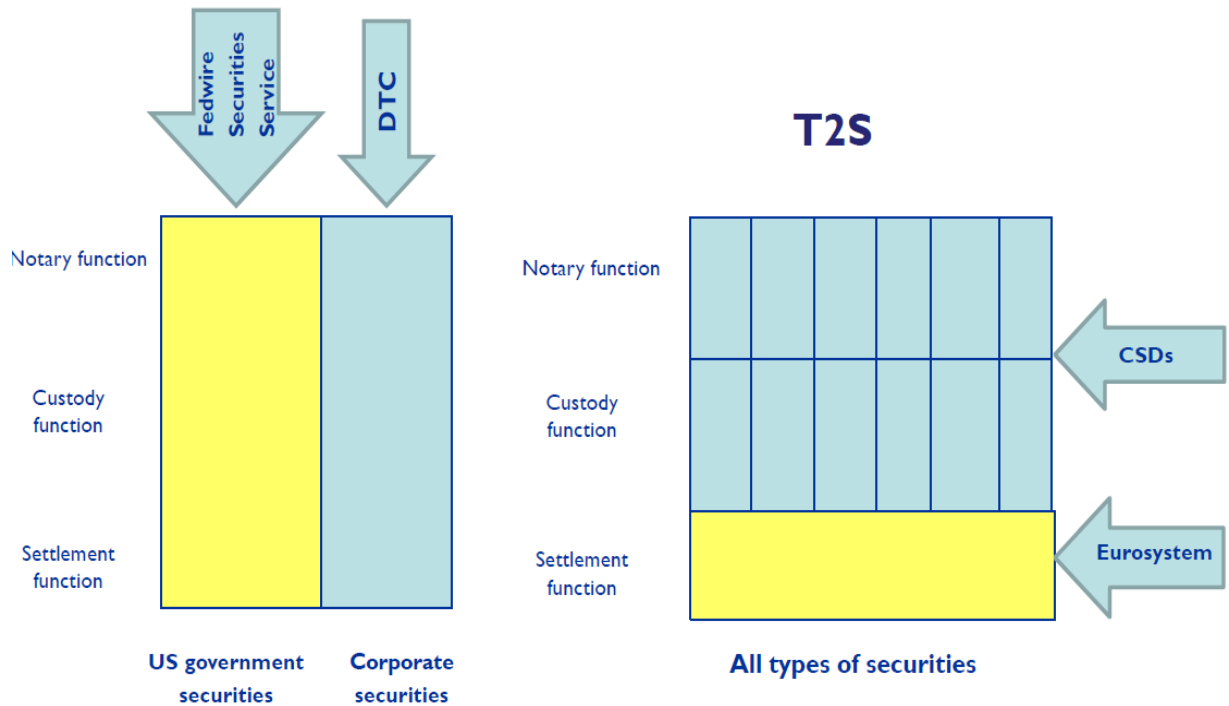 Fedwire
Securities
Service
DTC
T2S
Notary function
Custody
function
Settlement
function
US government
securities
Corporate
securities
Notary function
Custody
function
Settlement
function
CSDs
Eurosystem
All types of securities